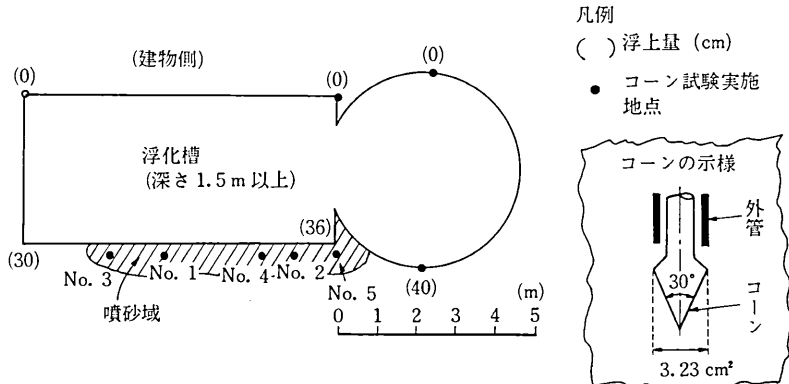 (建物側)
(0)
(0)
(0)
浮化槽
(深さ 1.5 m 以上)
(36)
(30)
(40)
No. 3
No. 1
No. 4
No. 2
No. 5
噴砂域
(m)
0 1 2 3 4 5
凡例
( ) 浮上量 (cm)
● コーン試験実施
地点
コーンの示様
外管
30°
コーン
3.23 cm²